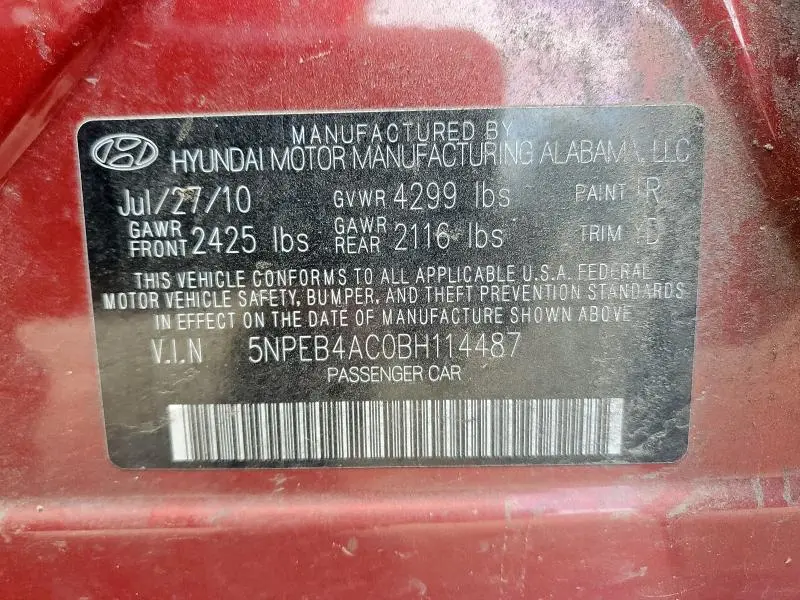 MANUFACTURED BY
HYUNDAI MOTOR MANUFACTURING ALABAMA, LLC
Jul/27/10 GVWR 4299 lbs PAINT R
GAWR FRONT 2425 lbs GAWR REAR 2116 lbs TRIM YD
THIS VEHICLE CONFORMS TO ALL APPLICABLE U.S.A. FEDERAL
MOTOR VEHICLE SAFETY, BUMPER, AND THEFT PREVENTION STANDARDS
IN EFFECT ON THE DATE OF MANUFACTURE SHOWN ABOVE.
V.I.N 5NPEB4AC0BH114487
PASSENGER CAR